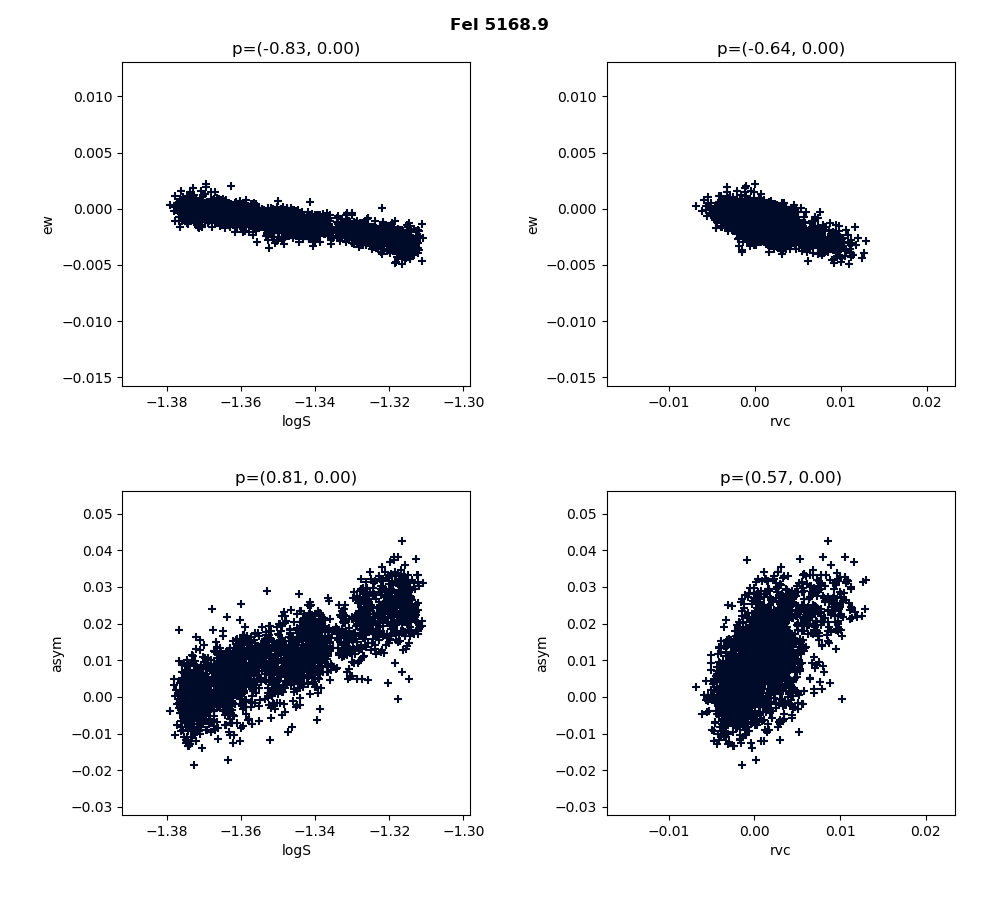 FeI 5168.9
p=(-0.83, 0.00)
p=(-0.64, 0.00)
0.010
0.005
0.000
−0.005
−0.010
−0.015
ew
−1.38 −1.36 −1.34 −1.32 −1.30
logS
0.010
0.005
0.000
−0.005
−0.010
−0.015
ew
−0.01 0.00 0.01 0.02
rvc
p=(0.81, 0.00)
p=(0.57, 0.00)
0.05
0.04
0.03
0.02
0.01
0.00
−0.01
−0.02
−0.03
asym
−1.38 −1.36 −1.34 −1.32 −1.30
logS
0.05
0.04
0.03
0.02
0.01
0.00
−0.01
−0.02
−0.03
asym
−0.01 0.00 0.01 0.02
rvc